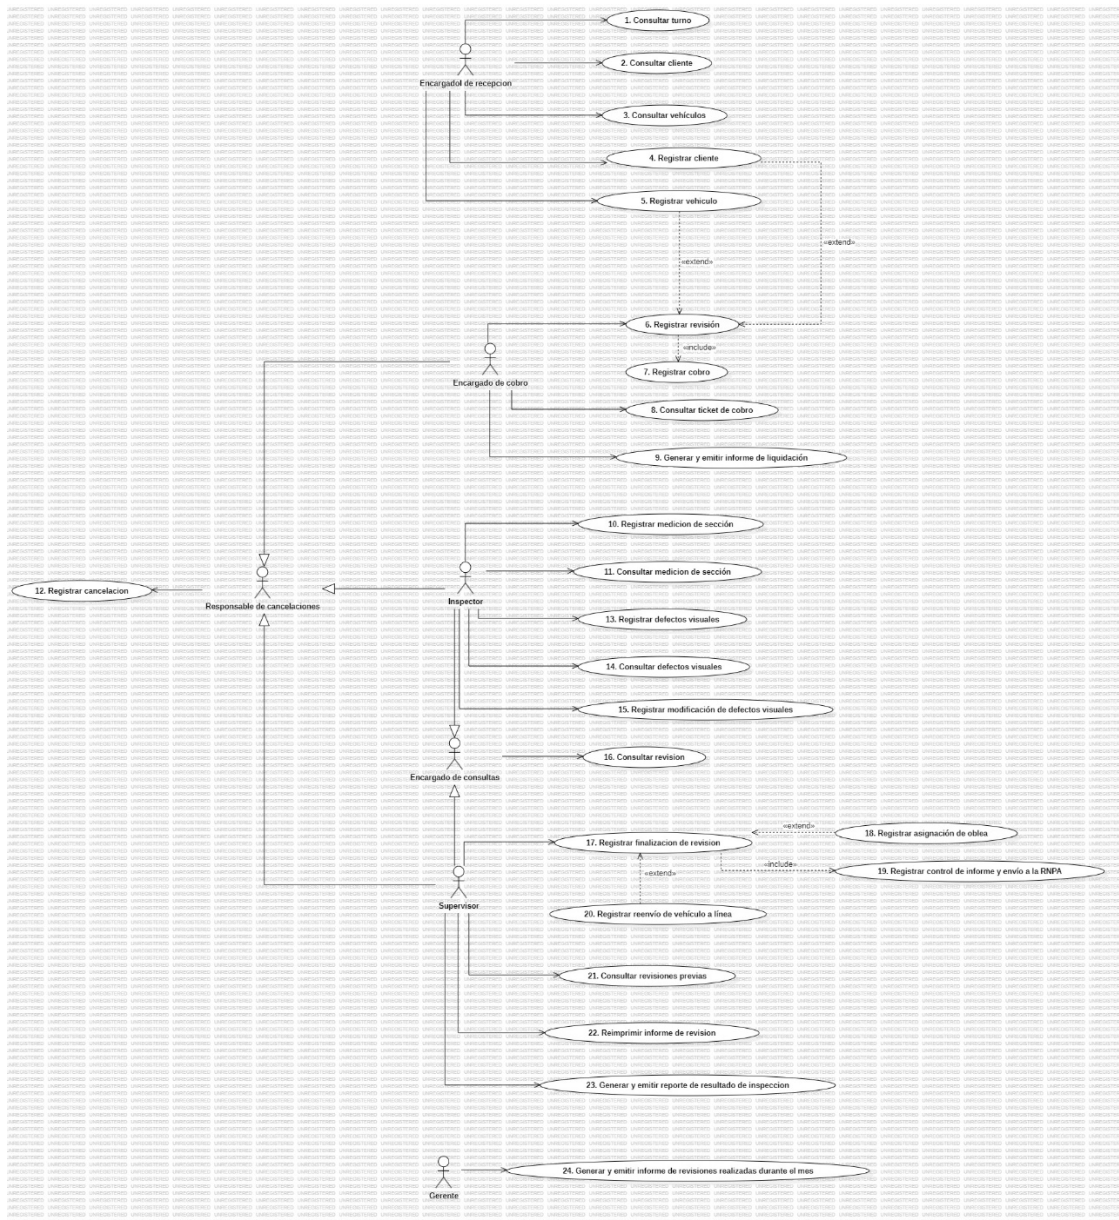 1. Consultar turno
2. Consultar cliente
Encargadol de recepcion
3. Consultar vehículos
4. Registrar cliente
5. Registrar vehiculo
«extend»
«extend»
6. Registrar revisión
«include»
7. Registrar cobro
Encargado de cobro
8. Consultar ticket de cobro
9. Generar y emitir informe de liquidación
10. Registrar medicion de sección
11. Consultar medicion de sección
12. Registrar cancelacion
Responsable de cancelaciones
Inspector
13. Registrar defectos visuales
14. Consultar defectos visuales
15. Registrar modificación de defectos visuales
16. Consultar revision
Encargado de consultas
«extend»
18. Registrar asignación de oblea
17. Registrar finalizacion de revision
«include»
19. Registrar control de informe y envío a la RNPA
«extend»
Supervisor
20. Registrar reenvío de vehículo a línea
21. Consultar revisiones previas
22. Reimprimir informe de revision
23. Generar y emitir reporte de resultado de inspeccion
24. Generar y emitir informe de revisiones realizadas durante el mes
Gerente